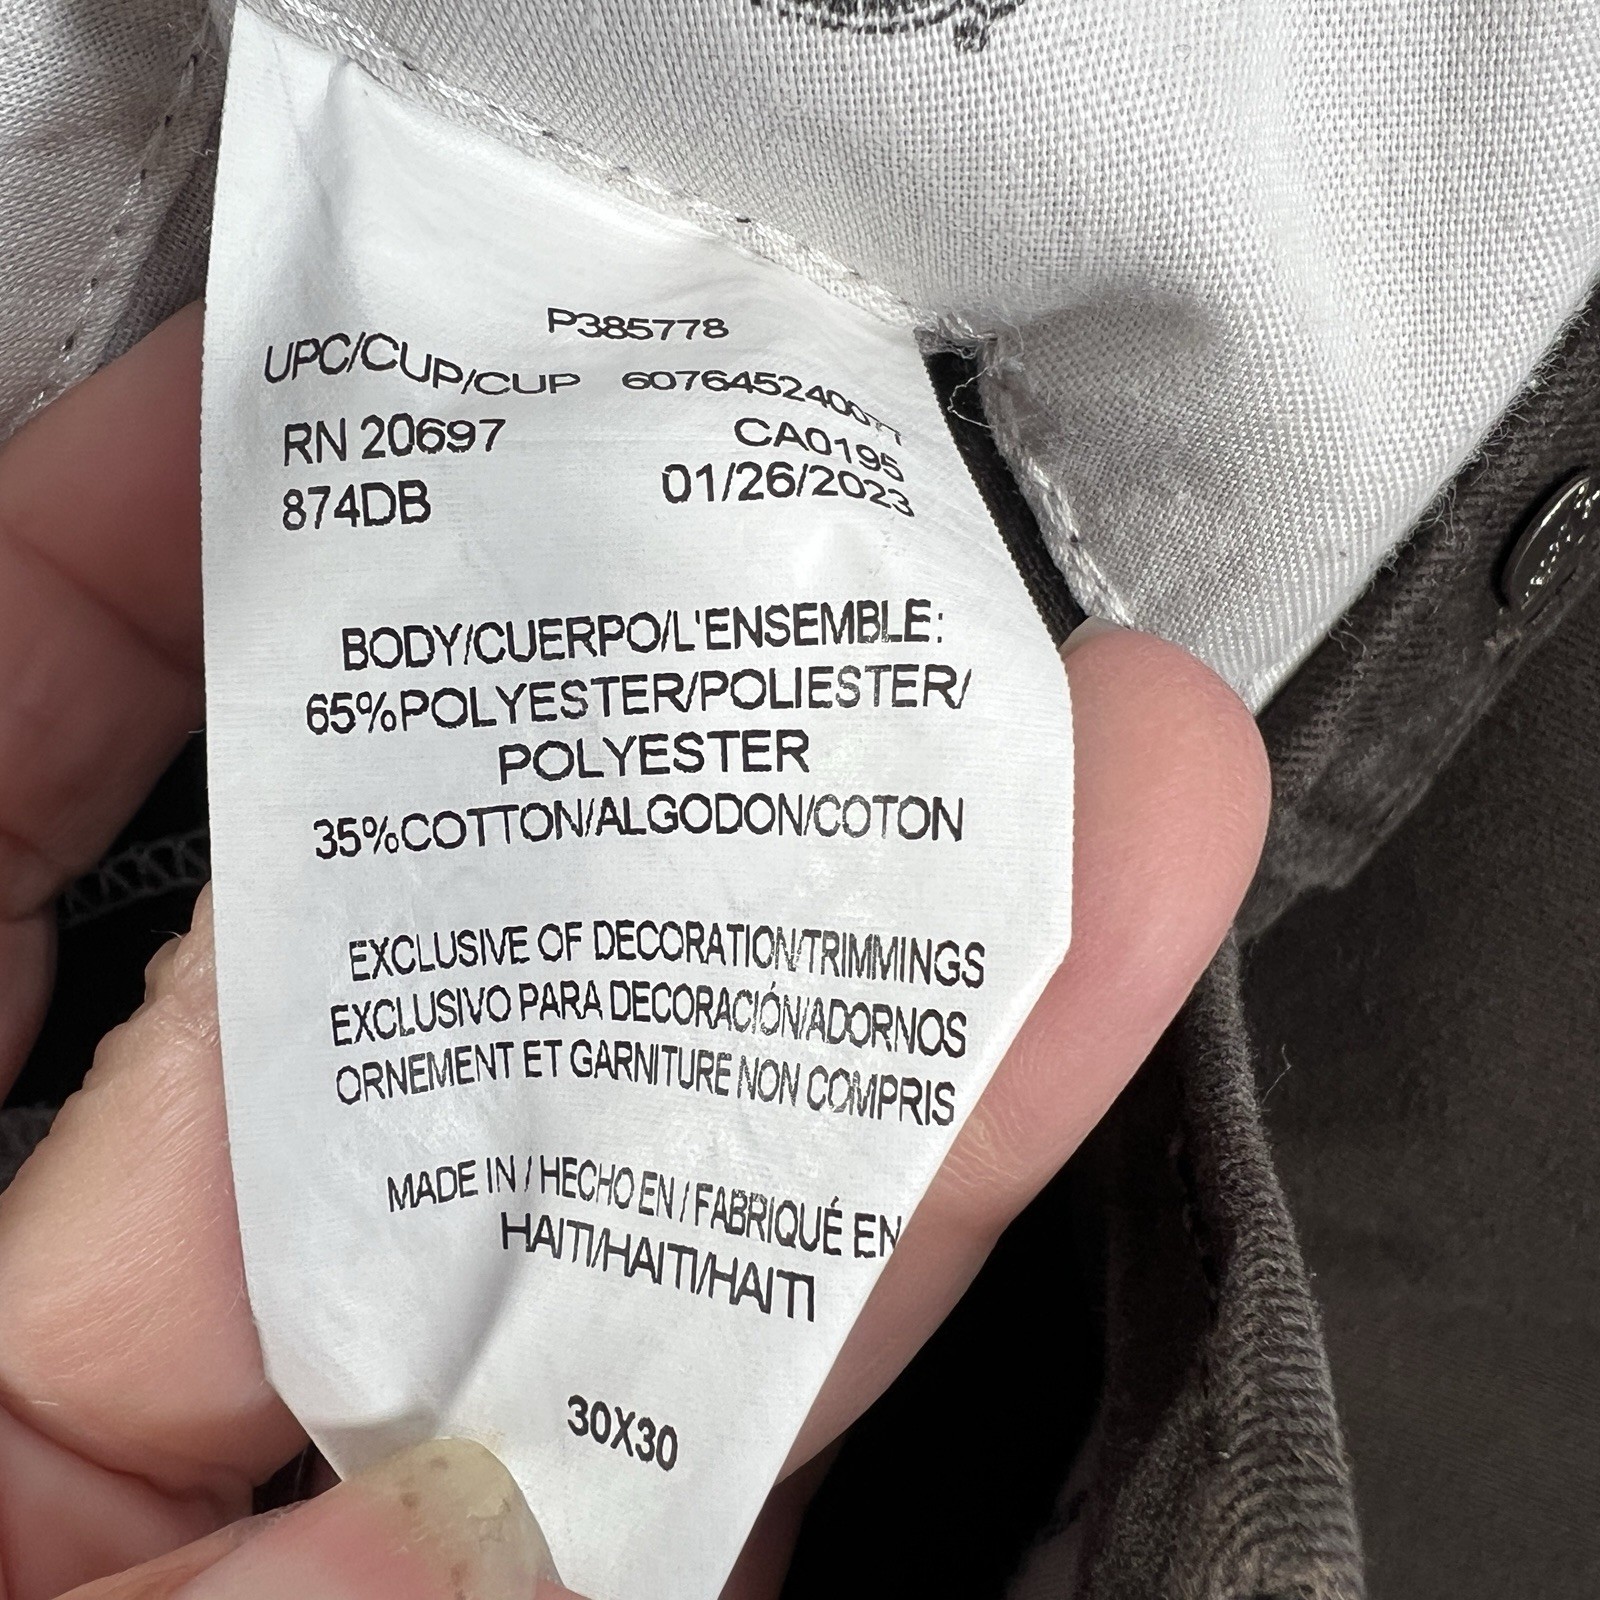 P385778
UPC/CUP/CUP 607645240077
RN 20697 CA0195
874DB 01/26/2023
BODY/CUERPO/L'ENSEMBLE:
65%POLYESTER/POLIESTER/
POLYESTER
35%COTTON/ALGODON/COTON
EXCLUSIVE OF DECORATION/TRIMMINGS
EXCLUSIVO PARA DECORACIÓN/ADORNOS
ORNEMENT ET GARNITURE NON COMPRIS
MADE IN / HECHO EN / FABRIQUÉ EN
HAITI/HAITI/HAITI
30X30